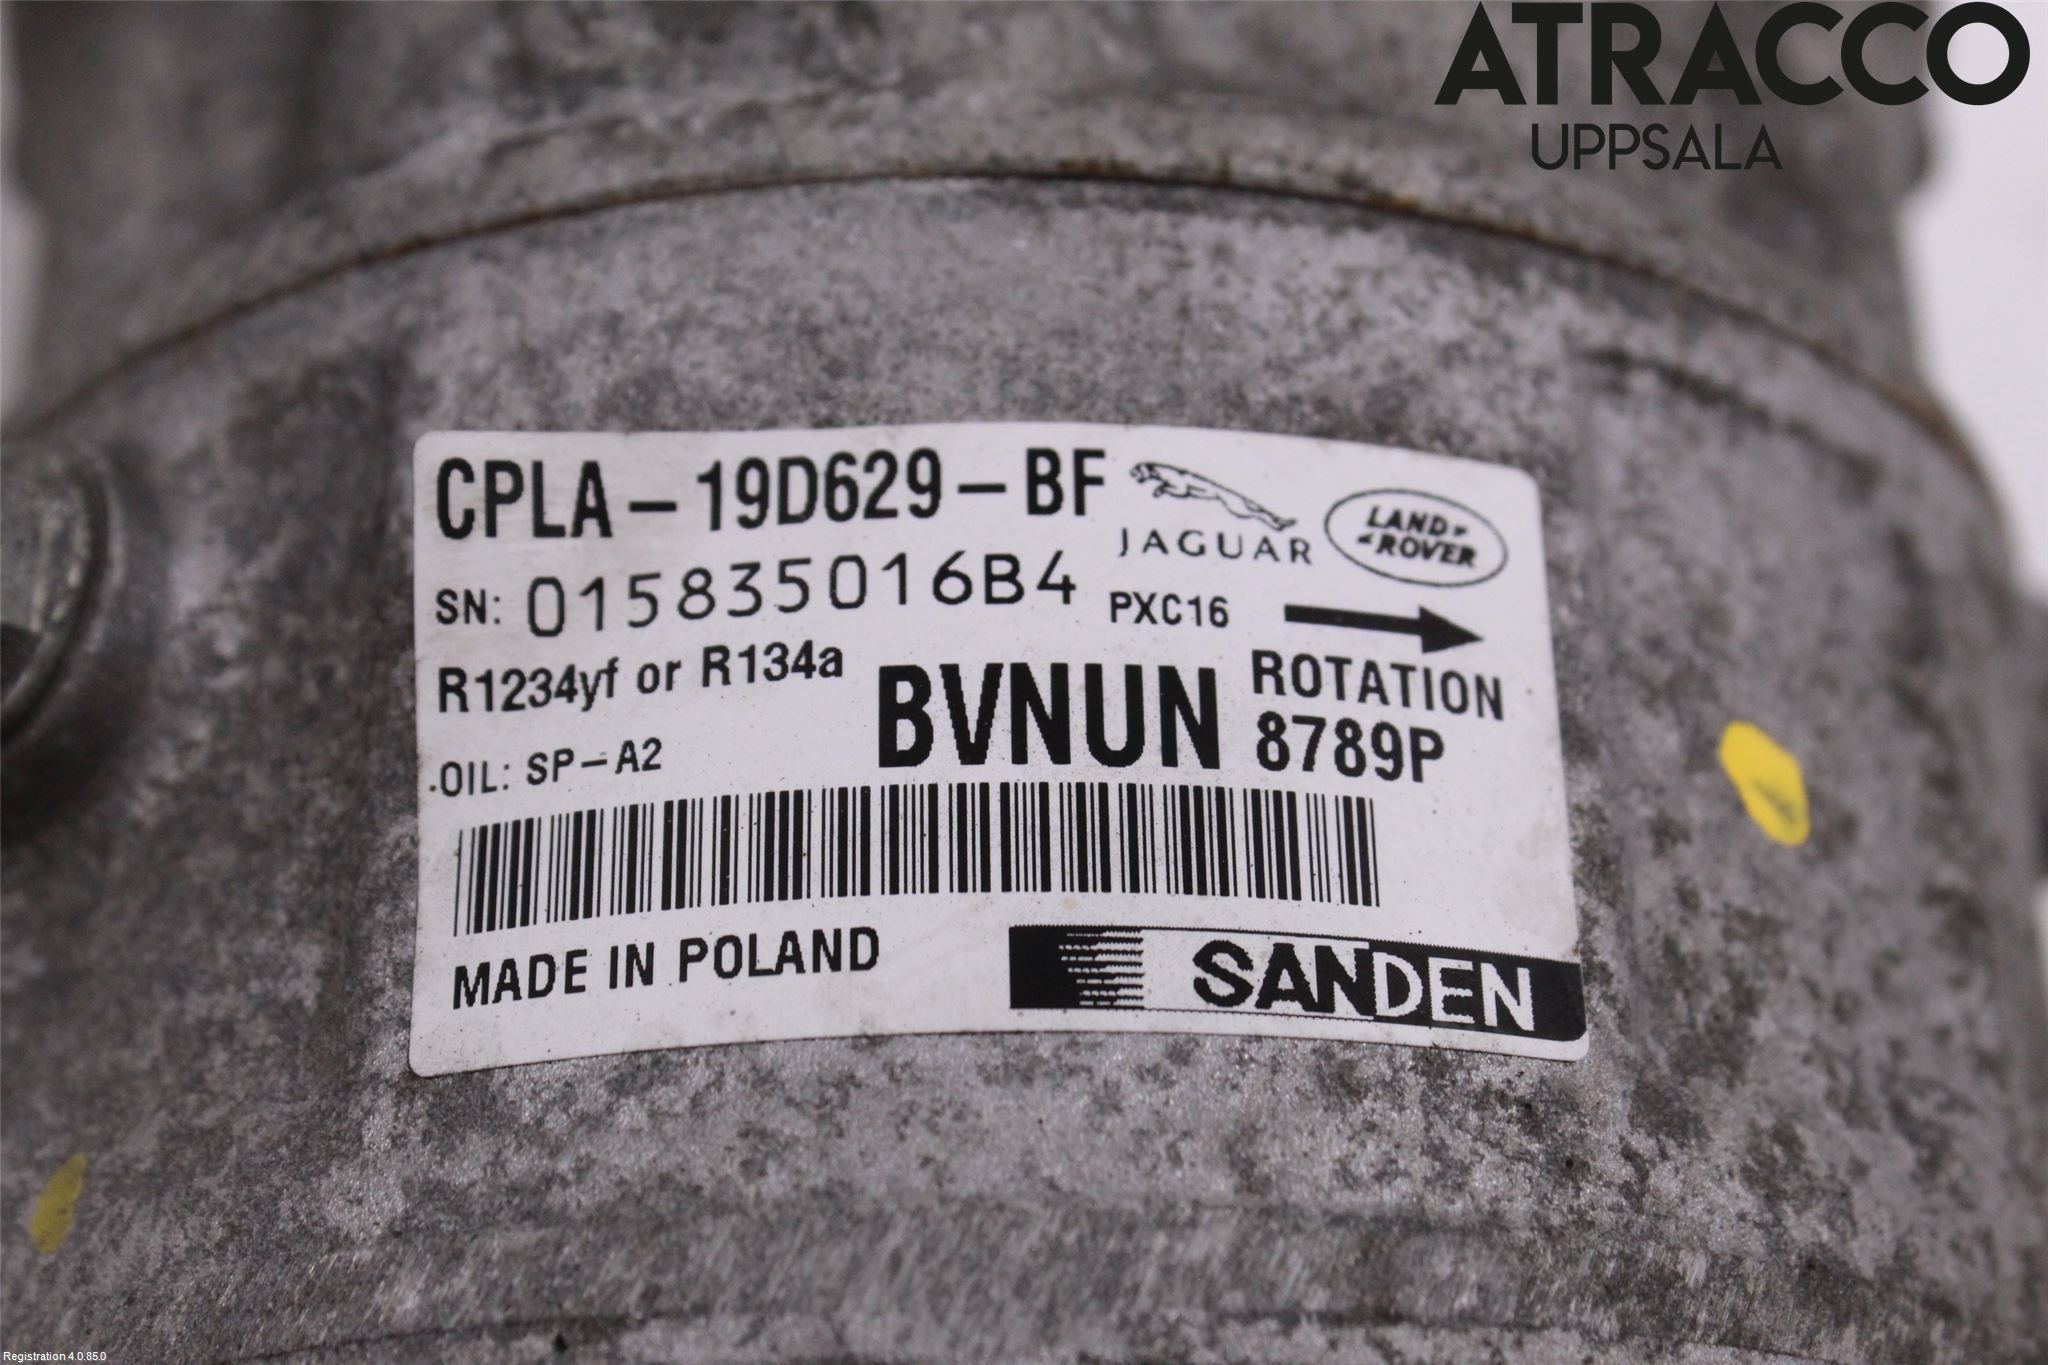 ATRACCO
UPPSALA
CPLA-19D629-BF
JAGUAR
LAND
ROVER
SN: 015835016B4
PXC16
R1234yf or R134a
BVNUN
ROTATION
8789P
OIL: SP-A2
MADE IN POLAND
SANDEN
Registration 4.0.85.0